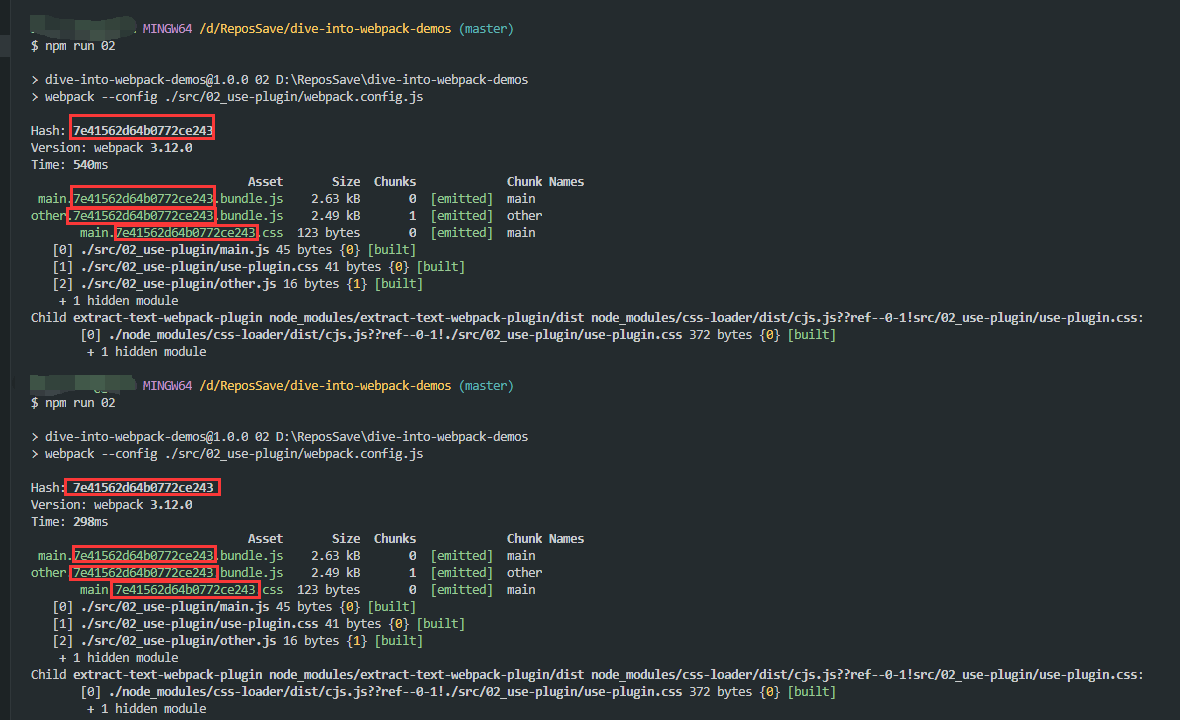 MINGW64 /d/ReposSave/dive-into-webpack-demos (master)
$ npm run 02
> dive-into-webpack-demos@1.0.0 02 D:\ReposSave\dive-into-webpack-demos
> webpack --config ./src/02_use-plugin/webpack.config.js
Hash: 7e41562d64b0772ce243
Version: webpack 3.12.0
Time: 540ms
Asset Size Chunks Chunk Names
main.7e41562d64b0772ce243.bundle.js 2.63 kB 0 [emitted] main
other.7e41562d64b0772ce243.bundle.js 2.49 kB 1 [emitted] other
main.7e41562d64b0772ce243.css 123 bytes 0 [emitted] main
[0] ./src/02_use-plugin/main.js 45 bytes {0} [built]
[1] ./src/02_use-plugin/use-plugin.css 41 bytes {0} [built]
[2] ./src/02_use-plugin/other.js 16 bytes {1} [built]
+ 1 hidden module
Child extract-text-webpack-plugin node_modules/extract-text-webpack-plugin/dist node_modules/css-loader/dist/cjs.js??ref--0-1!src/02_use-plugin/use-plugin.css:
[0] ./node_modules/css-loader/dist/cjs.js??ref--0-1!./src/02_use-plugin/use-plugin.css 372 bytes {0} [built]
+ 1 hidden module
MINGW64 /d/ReposSave/dive-into-webpack-demos (master)
$ npm run 02
> dive-into-webpack-demos@1.0.0 02 D:\ReposSave\dive-into-webpack-demos
> webpack --config ./src/02_use-plugin/webpack.config.js
Hash: 7e41562d64b0772ce243
Version: webpack 3.12.0
Time: 298ms
Asset Size Chunks Chunk Names
main.7e41562d64b0772ce243.bundle.js 2.63 kB 0 [emitted] main
other.7e41562d64b0772ce243.bundle.js 2.49 kB 1 [emitted] other
main.7e41562d64b0772ce243.css 123 bytes 0 [emitted] main
[0] ./src/02_use-plugin/main.js 45 bytes {0} [built]
[1] ./src/02_use-plugin/use-plugin.css 41 bytes {0} [built]
[2] ./src/02_use-plugin/other.js 16 bytes {1} [built]
+ 1 hidden module
Child extract-text-webpack-plugin node_modules/extract-text-webpack-plugin/dist node_modules/css-loader/dist/cjs.js??ref--0-1!src/02_use-plugin/use-plugin.css:
[0] ./node_modules/css-loader/dist/cjs.js??ref--0-1!./src/02_use-plugin/use-plugin.css 372 bytes {0} [built]
+ 1 hidden module